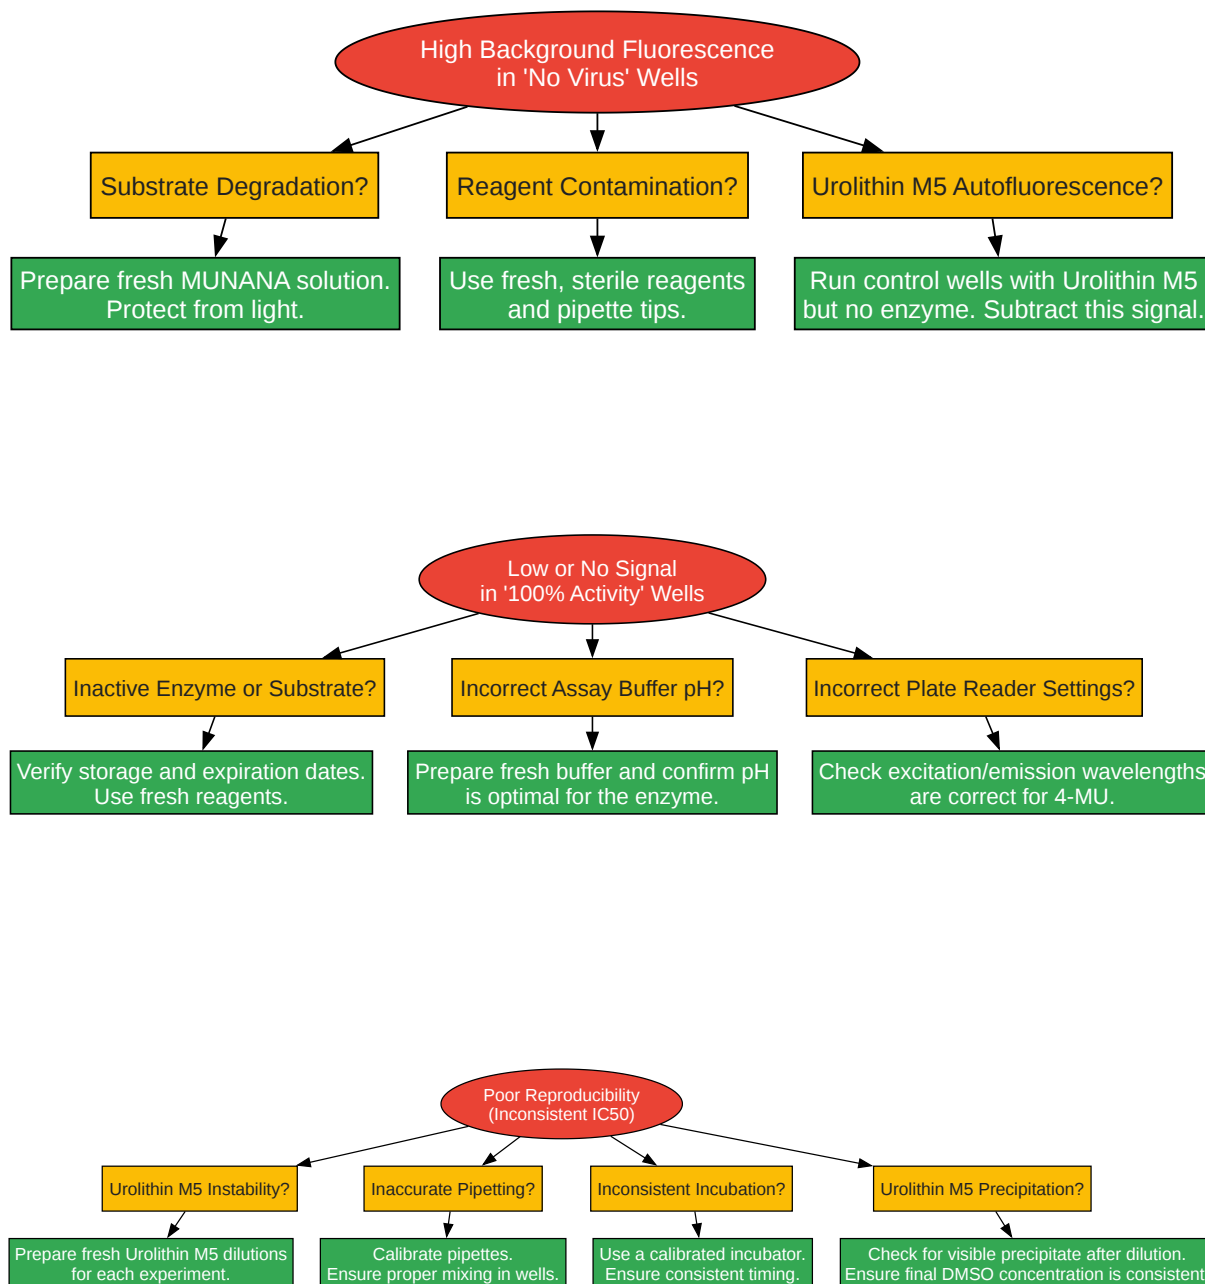 High Background Fluorescence
in 'No Virus' Wells
Substrate Degradation?
Reagent Contamination?
Urolithin M5 Autofluorescence?
Prepare fresh MUNANA solution.
Protect from light.
Use fresh, sterile reagents
and pipette tips.
Run control wells with Urolithin M5
but no enzyme. Subtract this signal.
Low or No Signal
in '100% Activity' Wells
Inactive Enzyme or Substrate?
Incorrect Assay Buffer pH?
Incorrect Plate Reader Settings?
Verify storage and expiration dates.
Use fresh reagents.
Prepare fresh buffer and confirm pH
is optimal for the enzyme.
Check excitation/emission wavelengths
are correct for 4-MU.
Poor Reproducibility
(Inconsistent IC50)
Urolithin M5 Instability?
Inaccurate Pipetting?
Inconsistent Incubation?
Urolithin M5 Precipitation?
Prepare fresh Urolithin M5 dilutions
for each experiment.
Calibrate pipettes.
Ensure proper mixing in wells.
Use a calibrated incubator.
Ensure consistent timing.
Check for visible precipitate after dilution.
Ensure final DMSO concentration is consistent